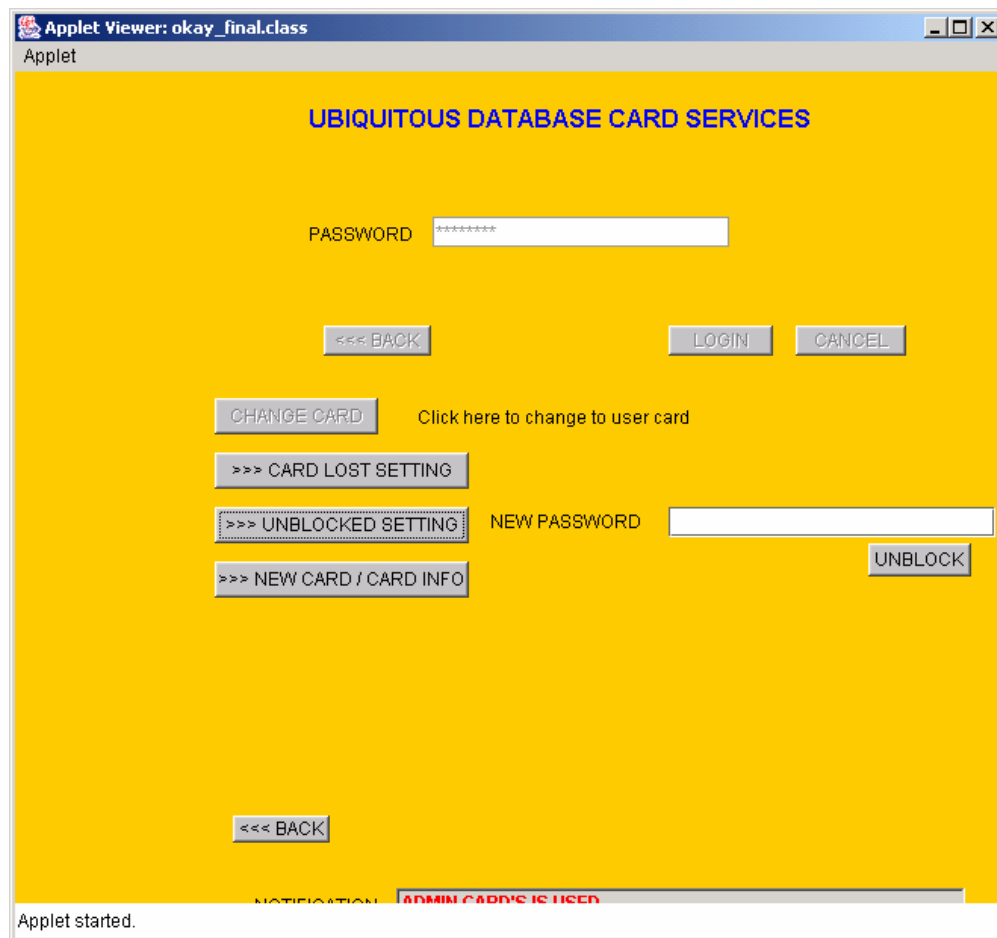 Applet Viewer: okay_final.class
Applet
UBIQUITOUS DATABASE CARD SERVICES
PASSWORD ********
<<< BACK LOGIN CANCEL
CHANGE CARD Click here to change to user card
>>> CARD LOST SETTING
>>> UNBLOCKED SETTING NEW PASSWORD
UNBLOCK
>>> NEW CARD / CARD INFO
<<< BACK
NOTIFICATION ADMIN CARD'S IS USED
Applet started.